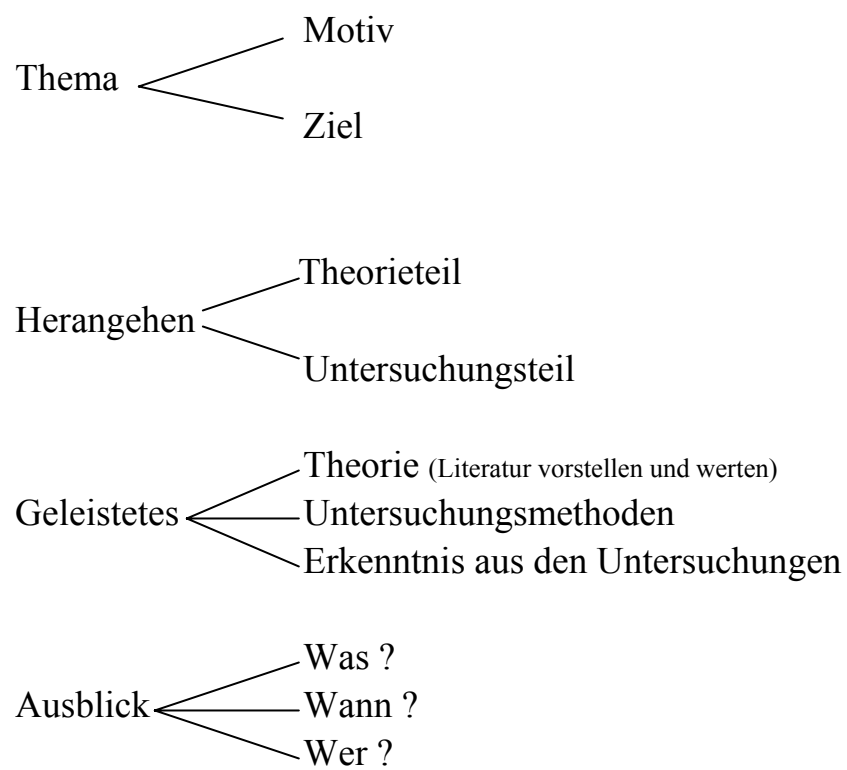 Motiv
Thema
Ziel
Theorieteil
Herangehen
Untersuchungsteil
Theorie (Literatur vorstellen und werten)
Geleistetes
Untersuchungsmethoden
Erkenntnis aus den Untersuchungen
Was ?
Ausblick
Wann ?
Wer ?